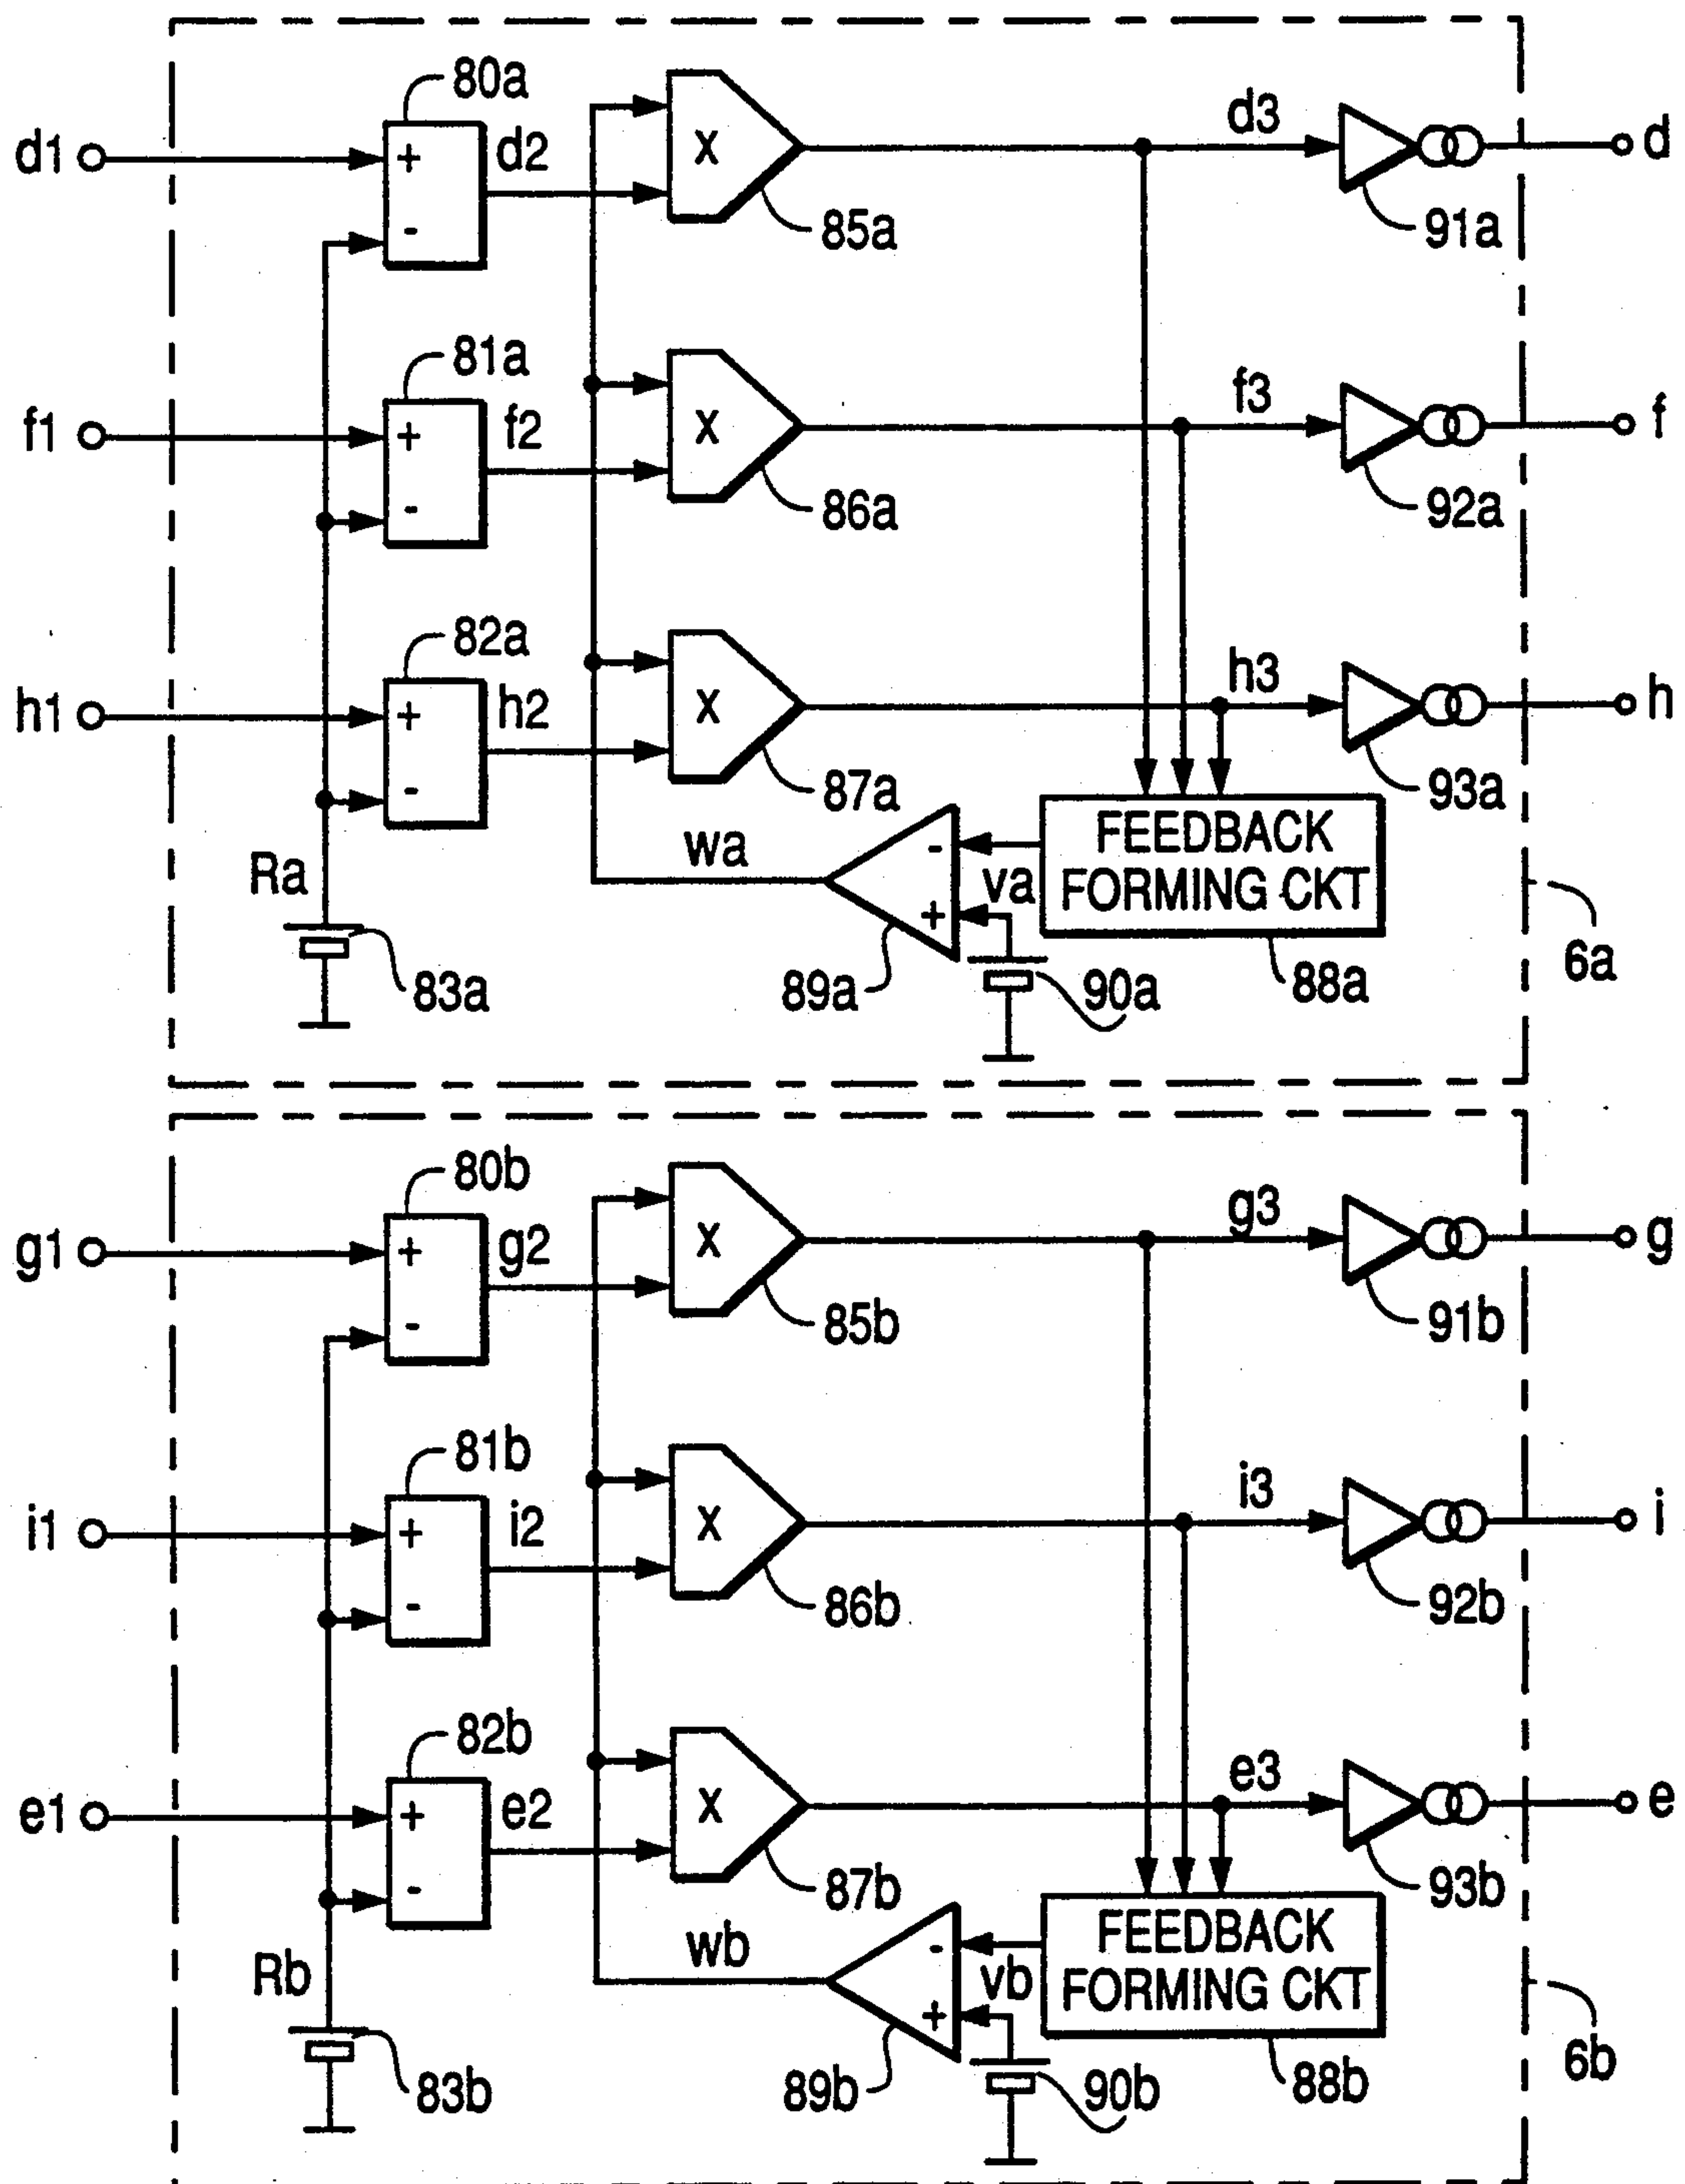 80a
d1
+
d2
X
d3
d
-
85a
91a
81a
f1
+
f2
X
f3
f
-
86a
92a
82a
h1
+
h2
X
h3
h
-
87a
93a
Ra
wa
-
va
+
FEEDBACK
FORMING CKT
83a
89a
90a
88a
6a
80b
g1
+
g2
X
g3
g
-
85b
91b
81b
i1
+
i2
X
i3
i
-
86b
92b
82b
e1
+
e2
X
e3
e
-
87b
93b
Rb
wb
-
vb
+
FEEDBACK
FORMING CKT
83b
89b
90b
88b
6b